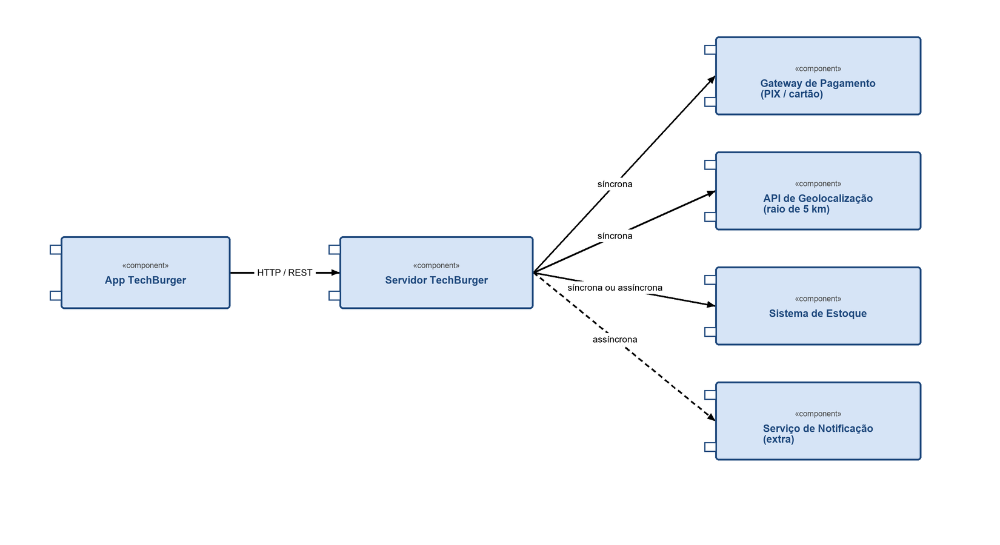 «component»
App TechBurger
HTTP / REST
«component»
Servidor TechBurger
síncrona
síncrona
síncrona ou assíncrona
assíncrona
«component»
Gateway de Pagamento
(PIX / cartão)
«component»
API de Geolocalização
(raio de 5 km)
«component»
Sistema de Estoque
«component»
Serviço de Notificação
(extra)